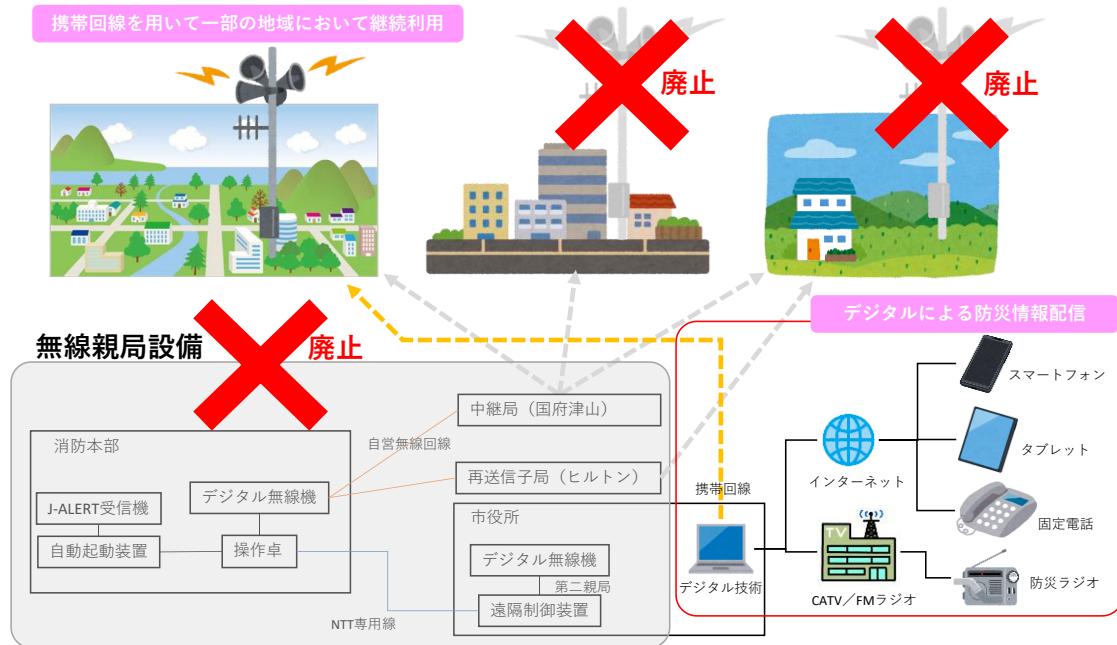 携帯回線を用いて一部の地域において継続利用
廃止
廃止
デジタルによる防災情報配信
無線親局設備
廃止
消防本部
J-ALERT受信機
自動起動装置
デジタル無線機
操作卓
自営無線回線
中継局（国府津山）
再送信子局（ヒルトン）
市役所
デジタル無線機
第二親局
遠隔制御装置
NTT専用線
携帯回線
デジタル技術
インターネット
TV
CATV／FMラジオ
スマートフォン
タブレット
固定電話
防災ラジオ